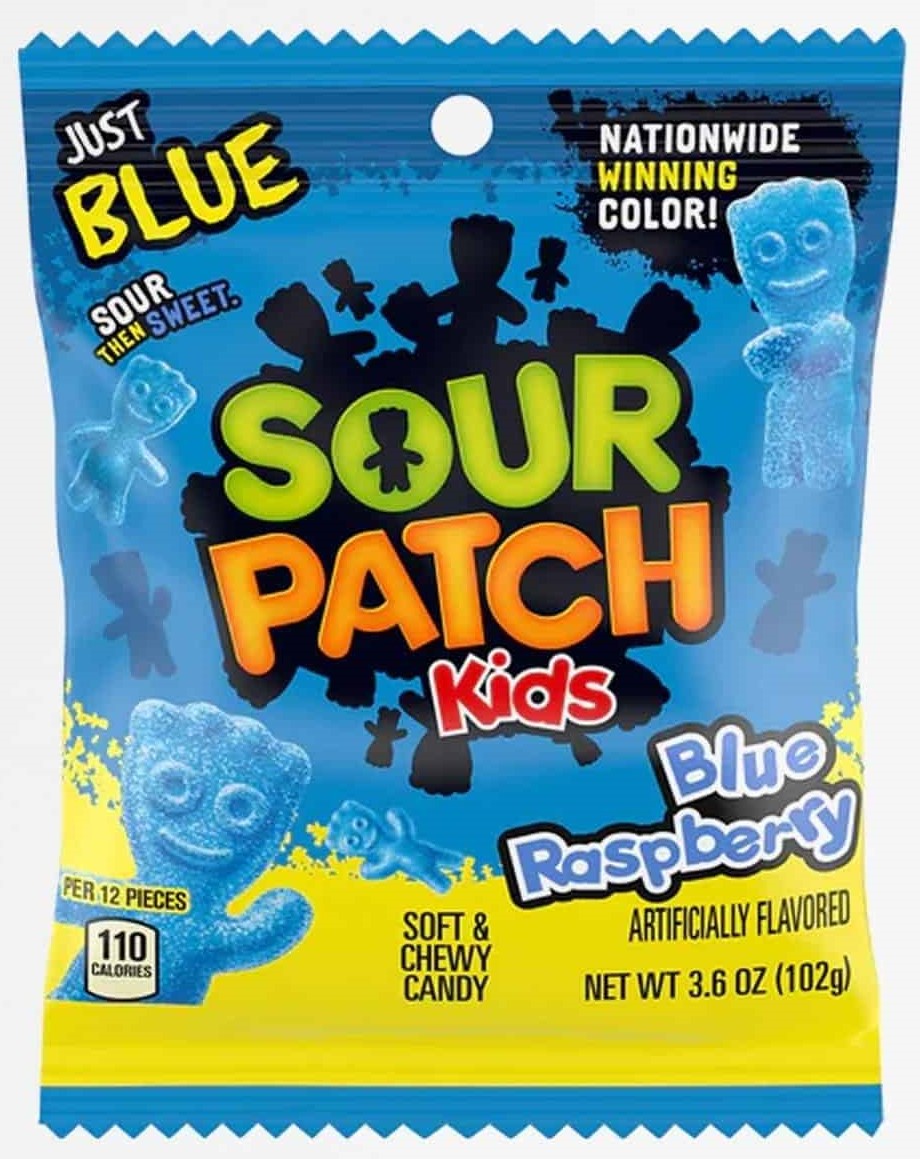 JUST
BLUE
NATIONWIDE
WINNING
COLOR!
SOUR
THEN SWEET.
SOUR
PATCH
Kids
Blue
Raspberry
PER 12 PIECES
110
CALORIES
SOFT &
CHEWY
CANDY
ARTIFICIALLY FLAVORED
NET WT 3.6 OZ (102g)